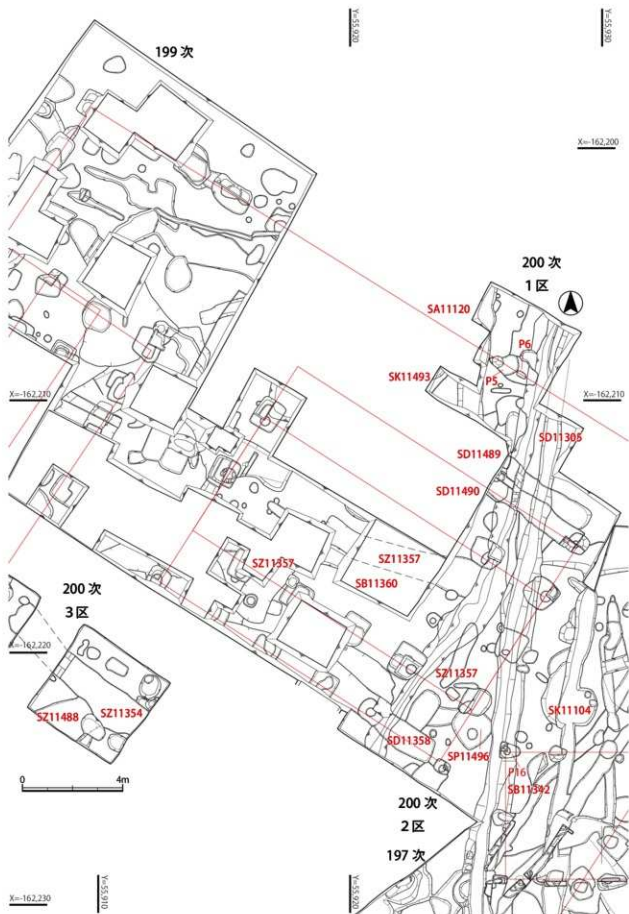 Y=55,920
Y=55,930
199 次
X=-162,200
200 次
1 区
SA11120
P6
SK11493
P5
X=-162,210
X=-162,210
SD11305
SD11489
SD11490
SZ11357
SZ11357
SB11360
200 次
3 区
X=-162,220
SZ11357
SK11104
SZ11488
SZ11354
SD11358
SP11496
P16
SB11342
0
4m
200 次
2 区
197 次
X=-162,230
Y=55,910
Y=55,920